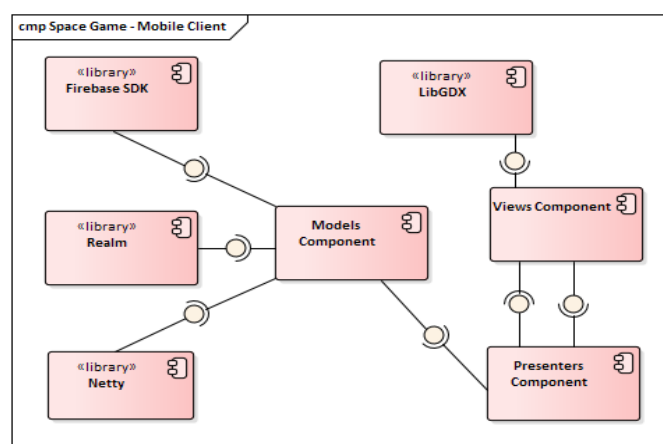 cmp Space Game - Mobile Client
«library»
Firebase SDK
«library»
LibGDX
«library»
Realm
Models
Component
Views Component
«library»
Netty
Presenters
Component